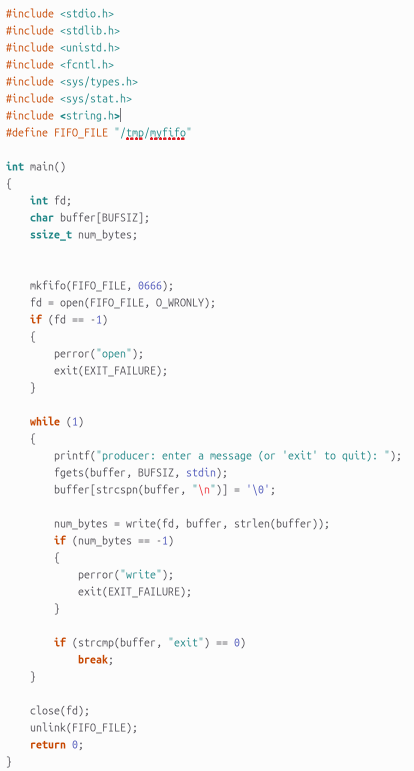 #include <stdio.h>
#include <stdlib.h>
#include <unistd.h>
#include <fcntl.h>
#include <sys/types.h>
#include <sys/stat.h>
#include <string.h>
#define FIFO_FILE "/tmp/myfifo"

int main()
{
    int fd;
    char buffer[BUFSIZ];
    ssize_t num_bytes;


    mkfifo(FIFO_FILE, 0666);
    fd = open(FIFO_FILE, O_WRONLY);
    if (fd == -1)
    {
        perror("open");
        exit(EXIT_FAILURE);
    }

    while (1)
    {
        printf("producer: enter a message (or 'exit' to quit): ");
        fgets(buffer, BUFSIZ, stdin);
        buffer[strcspn(buffer, "\n")] = '\0';

        num_bytes = write(fd, buffer, strlen(buffer));
        if (num_bytes == -1)
        {
            perror("write");
            exit(EXIT_FAILURE);
        }

        if (strcmp(buffer, "exit") == 0)
            break;
    }

    close(fd);
    unlink(FIFO_FILE);
    return 0;
}